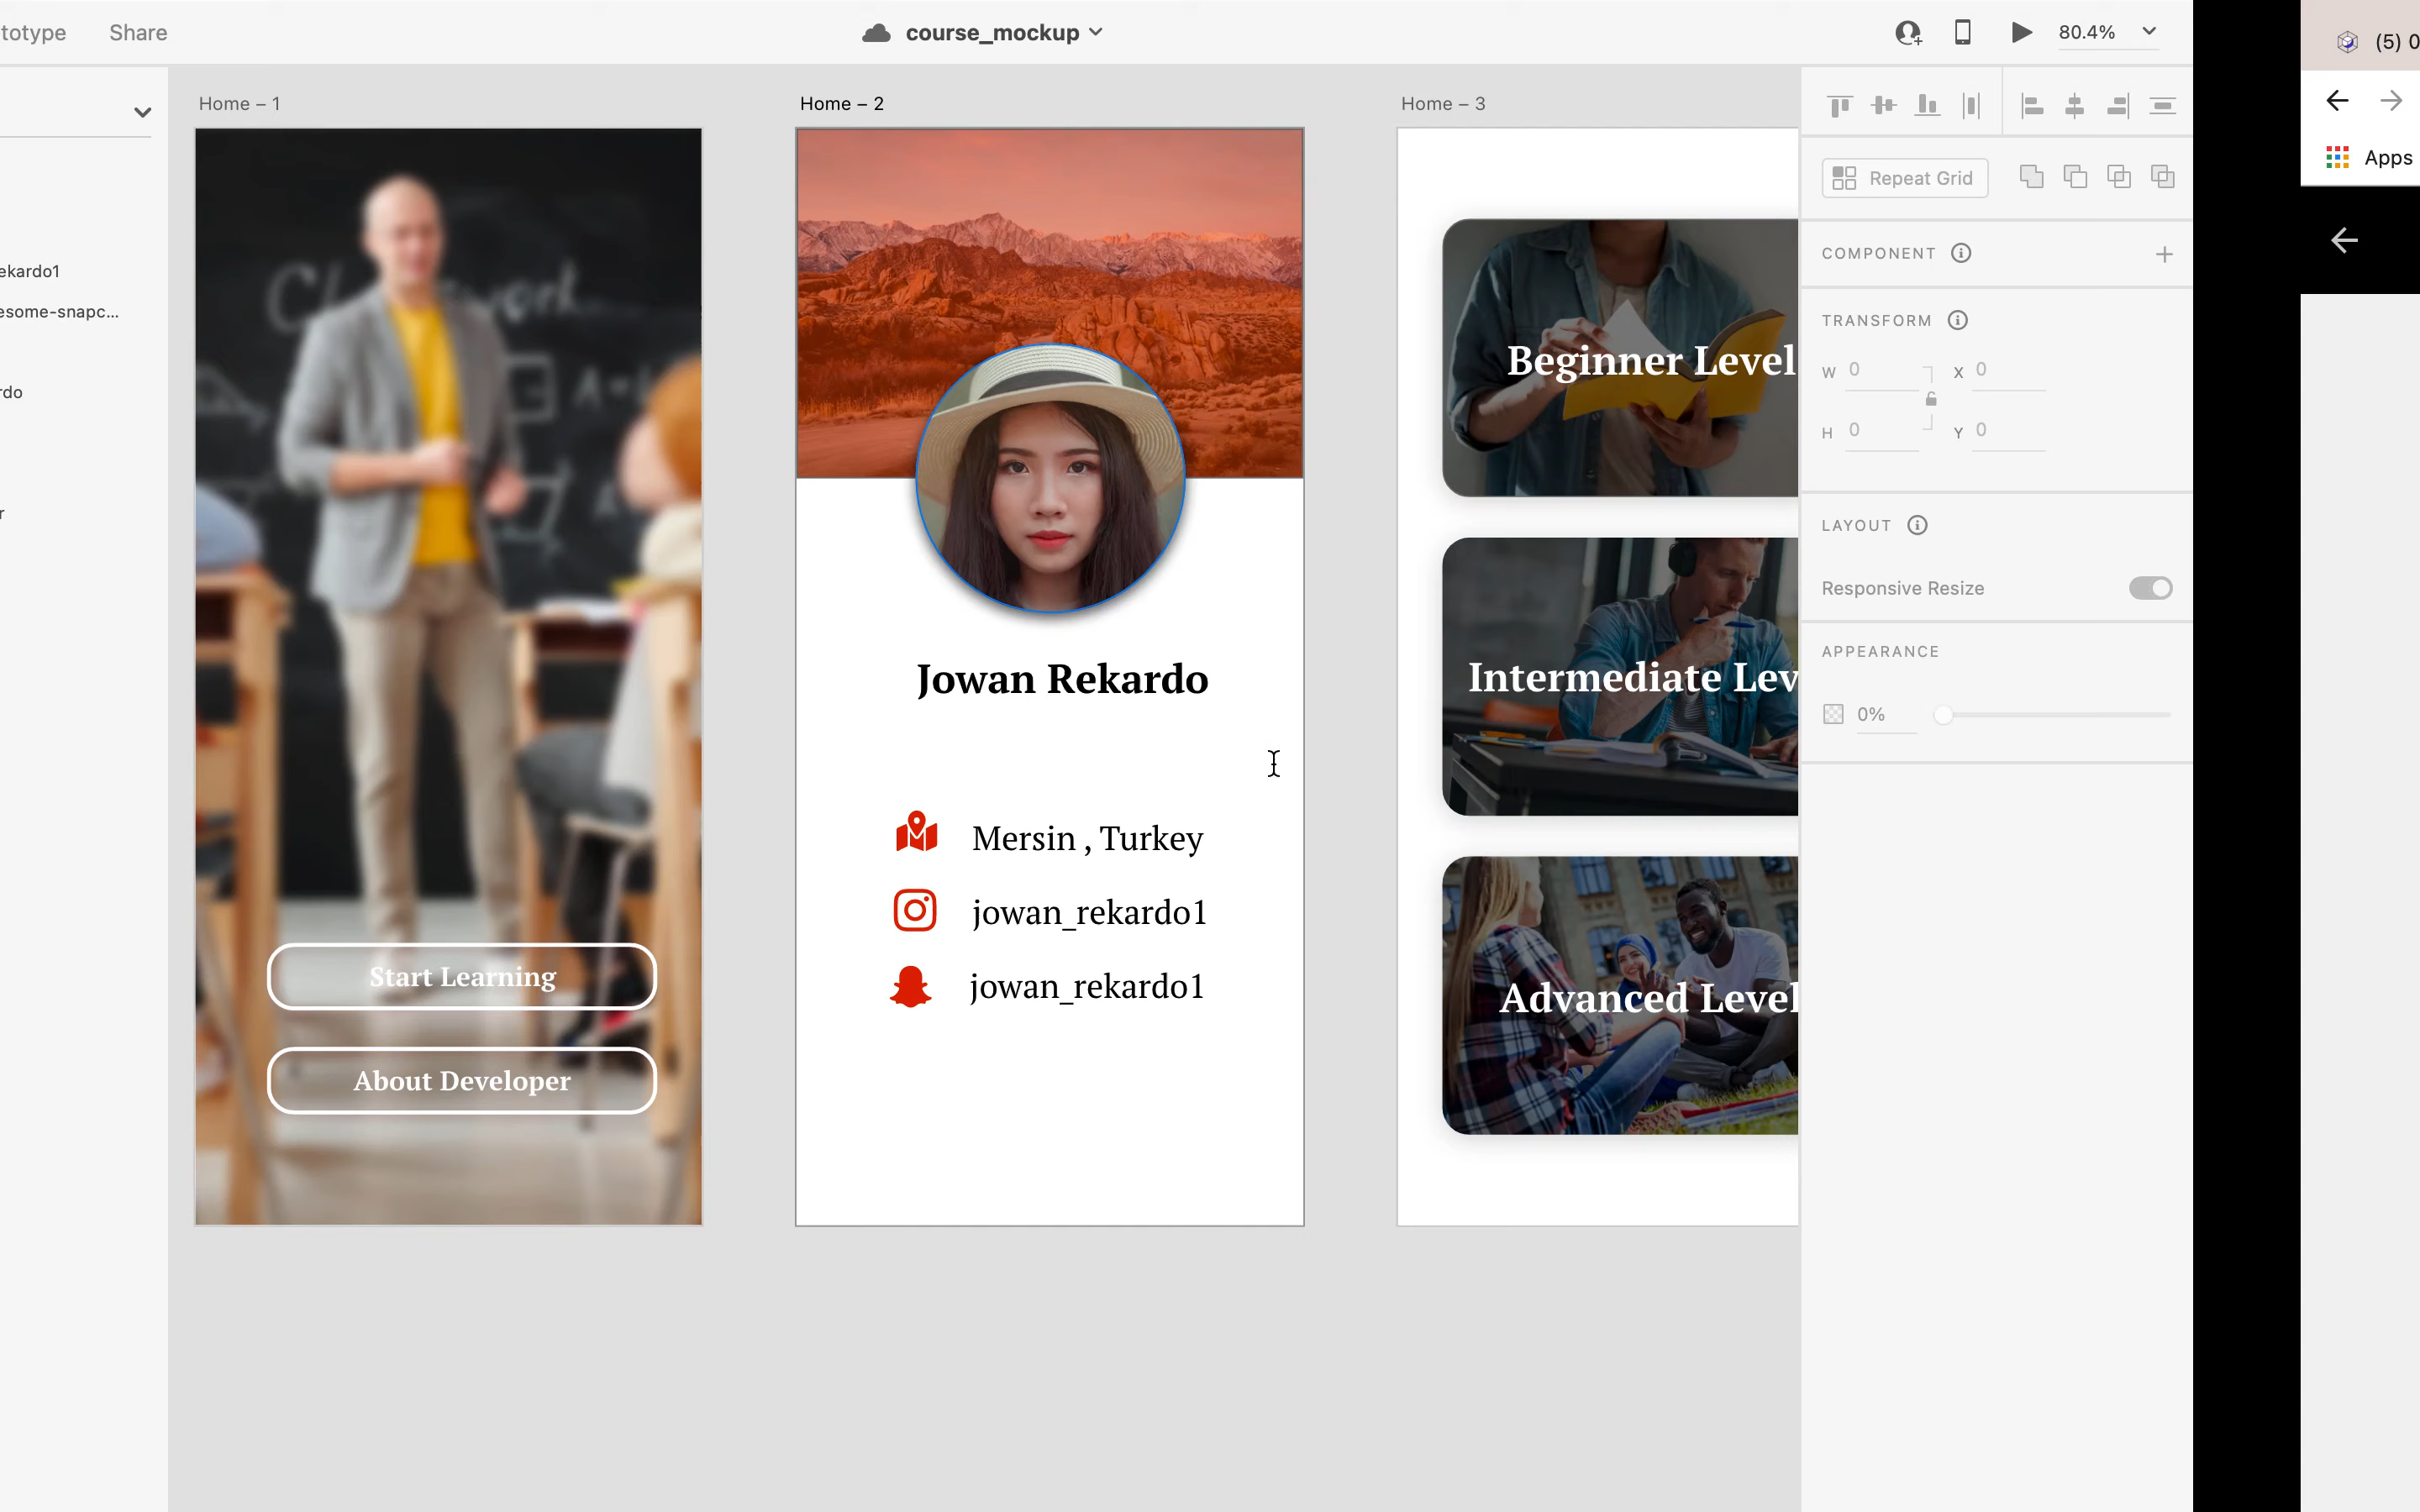 totype Share
course_mockup
80.4%
(5) 0
Apps
ekardo1
esome-snapc...
rdo
r
Home – 1
Start Learning
About Developer
Home – 2
Jowan Rekardo
Mersin , Turkey
jowan_rekardo1
jowan_rekardo1
Home – 3
Beginner Level
Intermediate Lev
Advanced Level
Repeat Grid
COMPONENT
TRANSFORM
W 0 X 0
H 0 Y 0
LAYOUT
Responsive Resize
APPEARANCE
0%